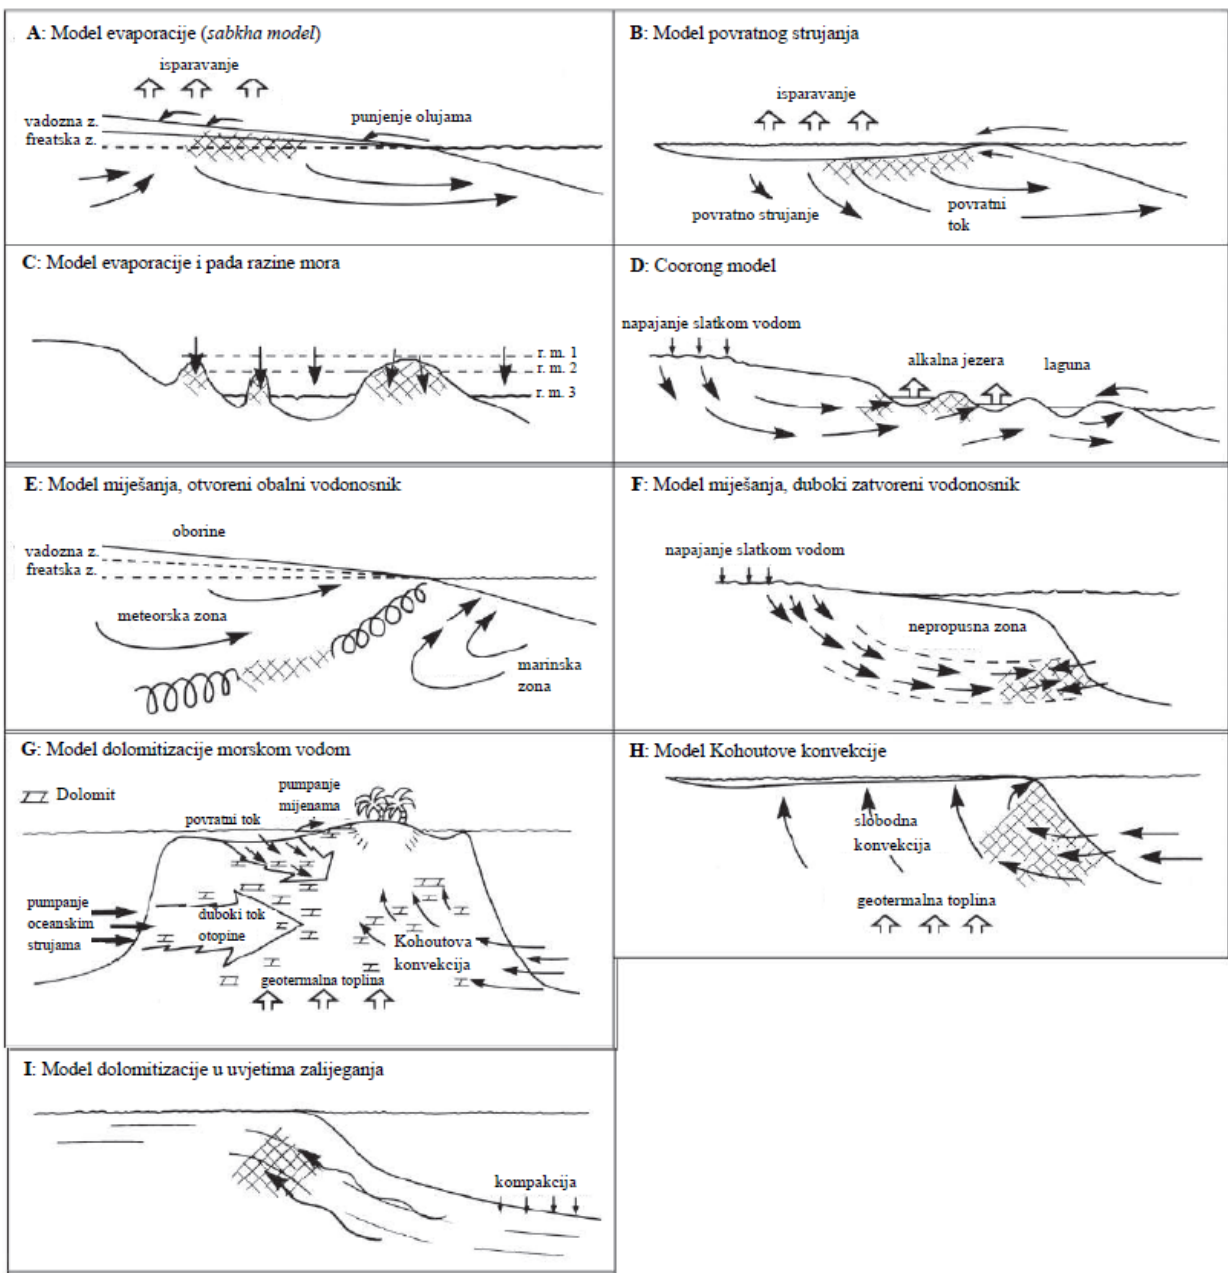 A: Model evaporacije (sabkha model)
isparavanje
vadozna z.
freatska z.
punjenje olujama
B: Model povratnog strujanja
isparavanje
povratno strujanje
povratni
tok
C: Model evaporacije i pada razine mora
r. m. 1
r. m. 2
r. m. 3
D: Coorong model
napajanje slatkom vodom
alkalna jezera
laguna
E: Model miješanja, otvoreni obalni vodonosnik
oborine
vadozna z.
freatska z.
meteorska zona
marinska
zona
F: Model miješanja, duboki zatvoreni vodonosnik
napajanje slatkom vodom
nepropusna zona
G: Model dolomitizacije morskom vodom
Dolomit
pumpanje
mijenama
povratni tok
pumpanje
oceanskim
strujama
duboki tok
otopine
Kohoutova
konvekcija
geotermalna toplina
H: Model Kohoutove konvekcije
slobodna
konvekcija
geotermalna toplina
I: Model dolomitizacije u uvjetima zalijeganja
kompakcija